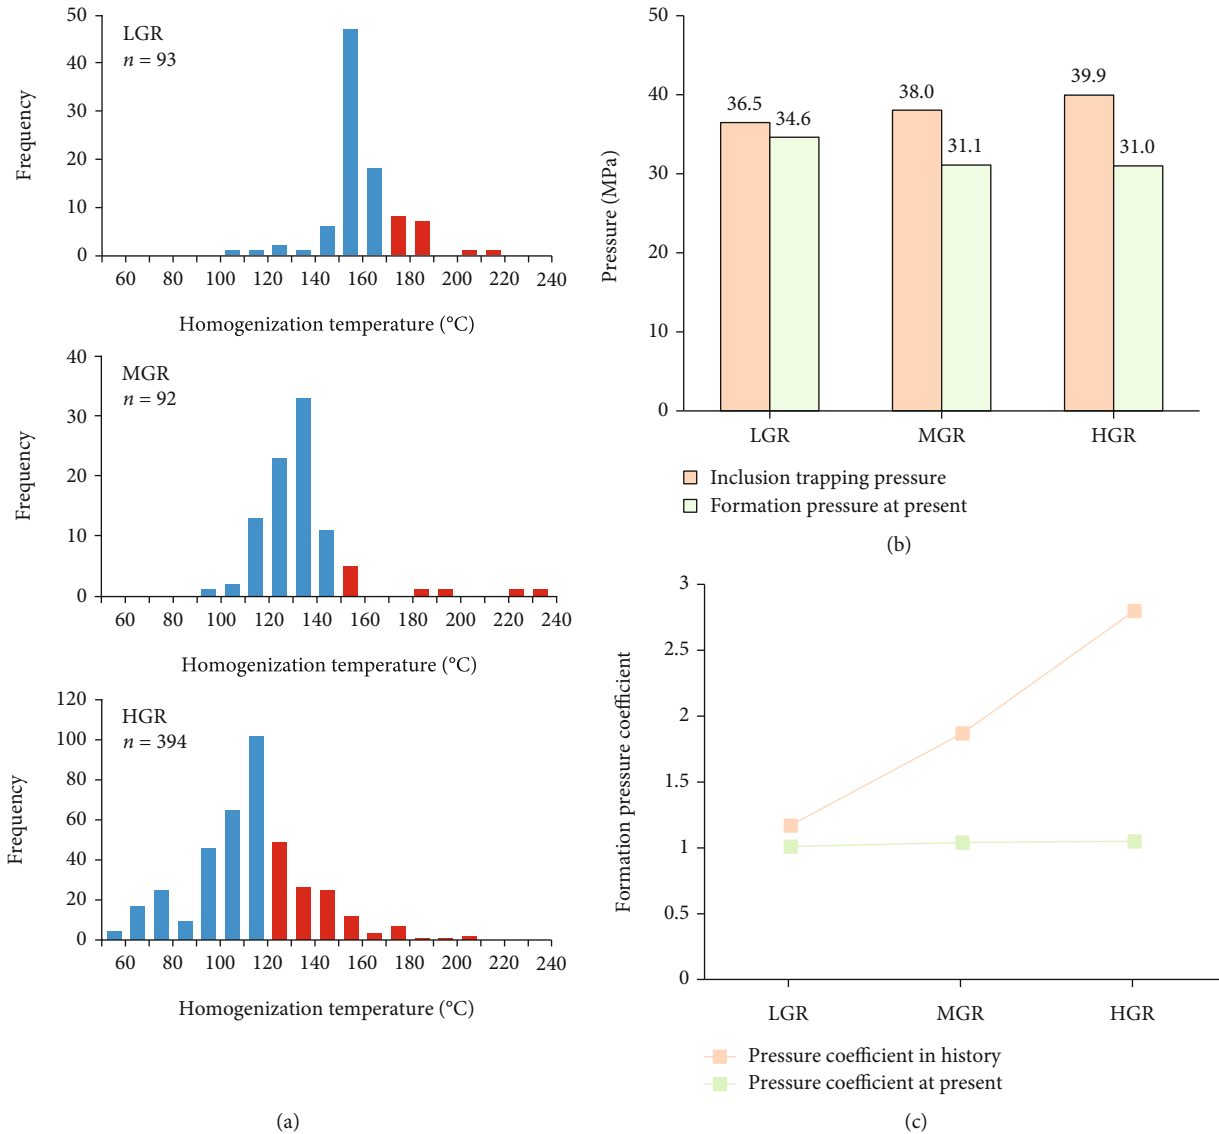 50
40
30
20
10
0
Frequency
LGR
n = 93
60 80 100 120 140 160 180 200 220 240
Homogenization temperature (°C)
40
30
20
10
0
Frequency
MGR
n = 92
60 80 100 120 140 160 180 200 220 240
Homogenization temperature (°C)
120
100
80
60
40
20
0
Frequency
HGR
n = 394
60 80 100 120 140 160 180 200 220 240
Homogenization temperature (°C)
(a)
50
40
30
20
10
0
Pressure (MPa)
36.5
34.6
38.0
31.1
39.9
31.0
LGR MGR HGR
Inclusion trapping pressure
Formation pressure at present
(b)
3
2.5
2
1.5
1
0.5
0
Formation pressure coefficient
LGR MGR HGR
Pressure coefficient in history
Pressure coefficient at present
(c)